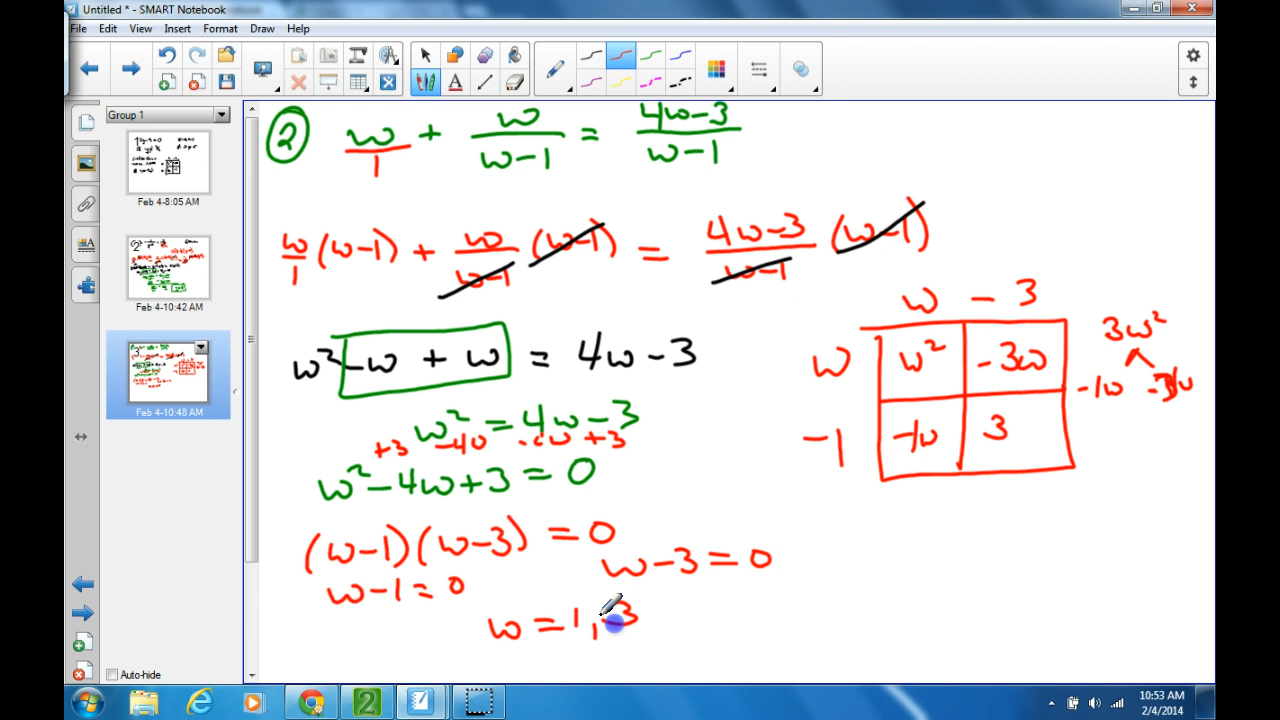 Untitled * - SMART Notebook
File Edit View Insert Format Draw Help
Group 1
Feb 4-8:05 AM
Feb 4-10:42 AM
Feb 4-10:48 AM
Auto-hide
② w/1 + w/(w-1) = (4w-3)/(w-1)
w/1 (w-1) + w/(w-1) (w-1) = (4w-3)/(w-1) (w-1)
w - 3
w² - w + w = 4w - 3
w w² -3w
3w²
-1w -3w
-1 -1w 3
w² = 4w - 3
+3 -4w -4w +3
w² - 4w + 3 = 0
(w-1)(w-3) = 0
w-1 = 0 w-3 = 0
w = 1, 3
10:53 AM
2/4/2014